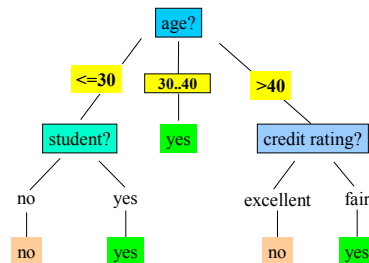 age?
<=30
30..40
>40
student?
yes
credit rating?
no
yes
excellent
fair
no
yes
no
yes